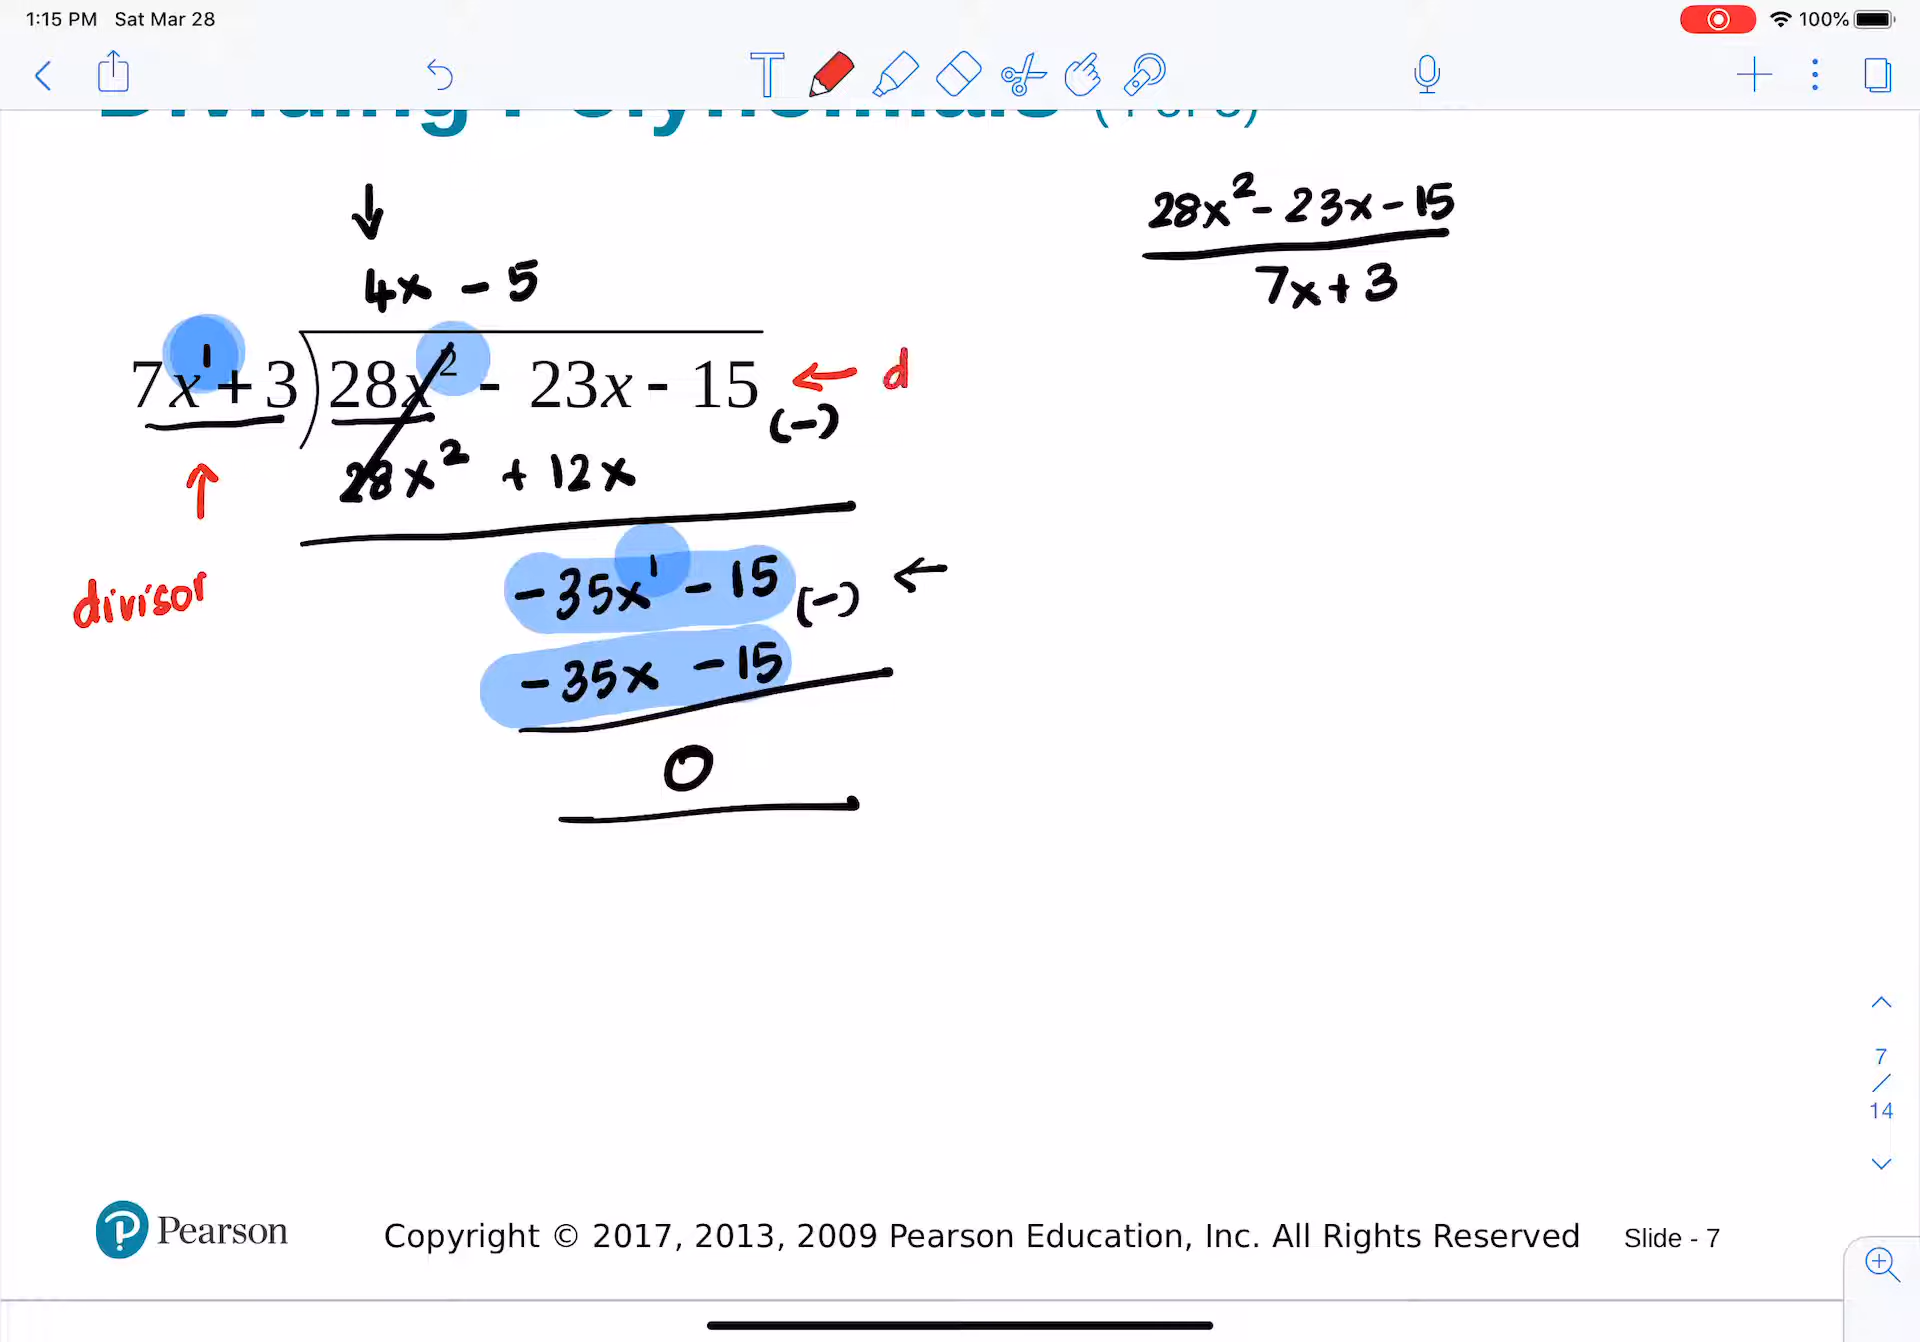 1:15 PM Sat Mar 28
100%
28x² - 23x - 15
7x + 3
4x - 5
7x¹ + 3 28x² - 23x - 15 ← d
(-)
28x² + 12x
-35x¹ - 15 ←
(-)
divisor
-35x - 15
0
7
/
14
Pearson
Copyright © 2017, 2013, 2009 Pearson Education, Inc. All Rights Reserved
Slide - 7